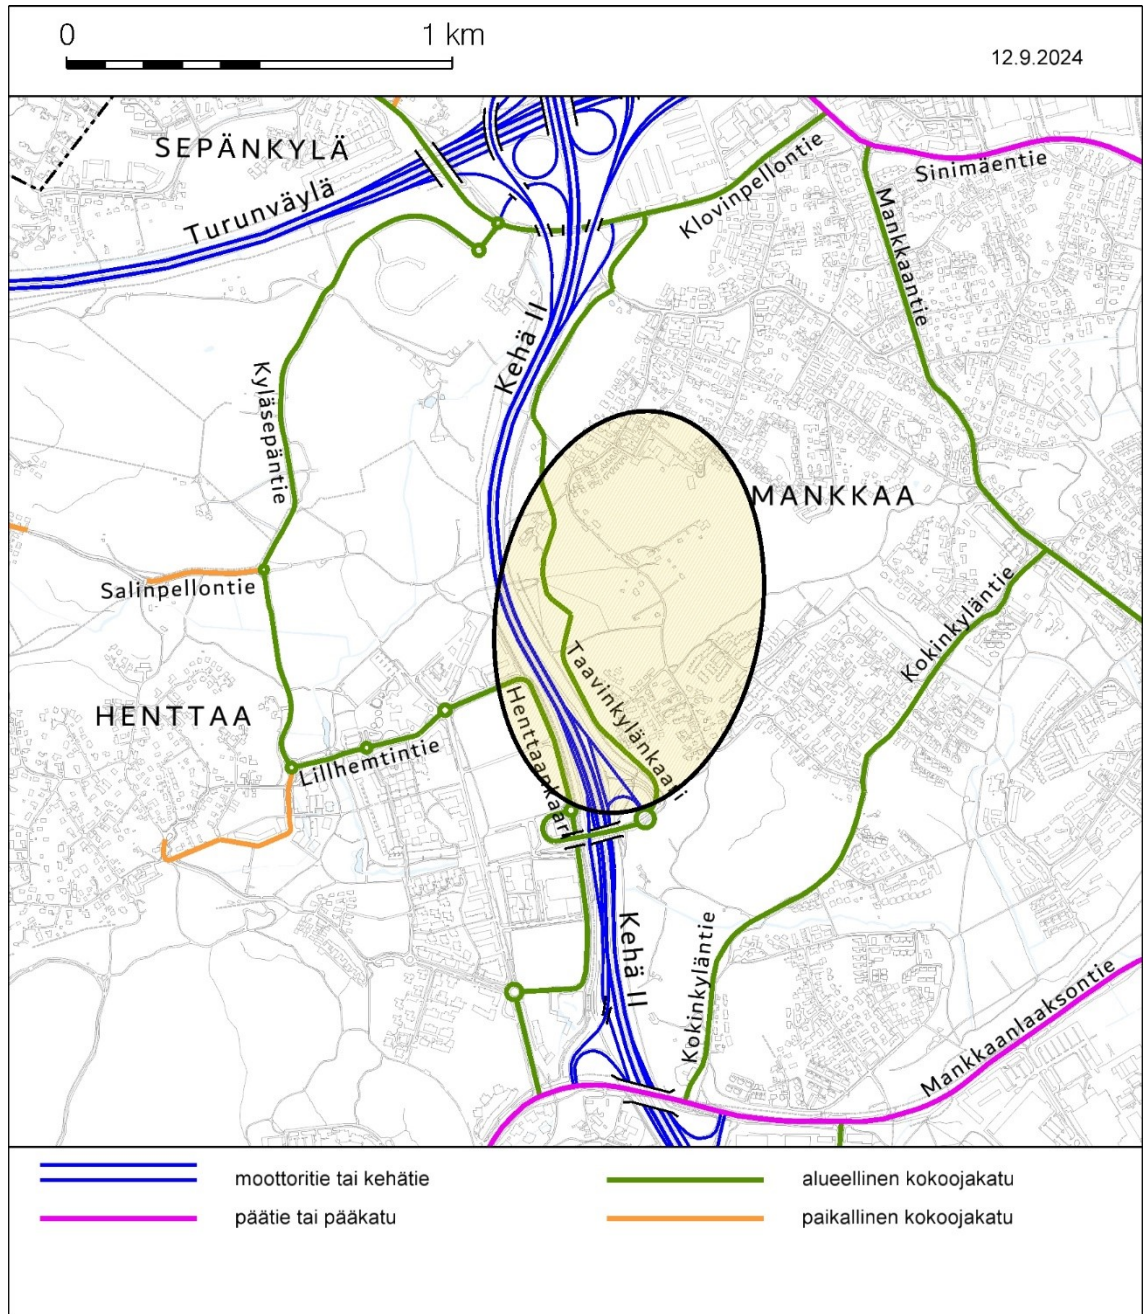 0 1 km
12.9.2024
SEPÄNKYLÄ
Turunväylä
Klovinpellontie
Sinimäentie
Mankkaantie
Kehä II
Kyläsepäntie
MANKKAA
Salinpellontie
Kokinkyläntie
Taavinkylänkaari
HENTTAA
Henttaankaari
Lillhemtintie
Kehä II
Kokinkyläntie
Mankkaanlaaksontie
moottoritie tai kehätie
alueellinen kokoojakatu
päätie tai pääkatu
paikallinen kokoojakatu